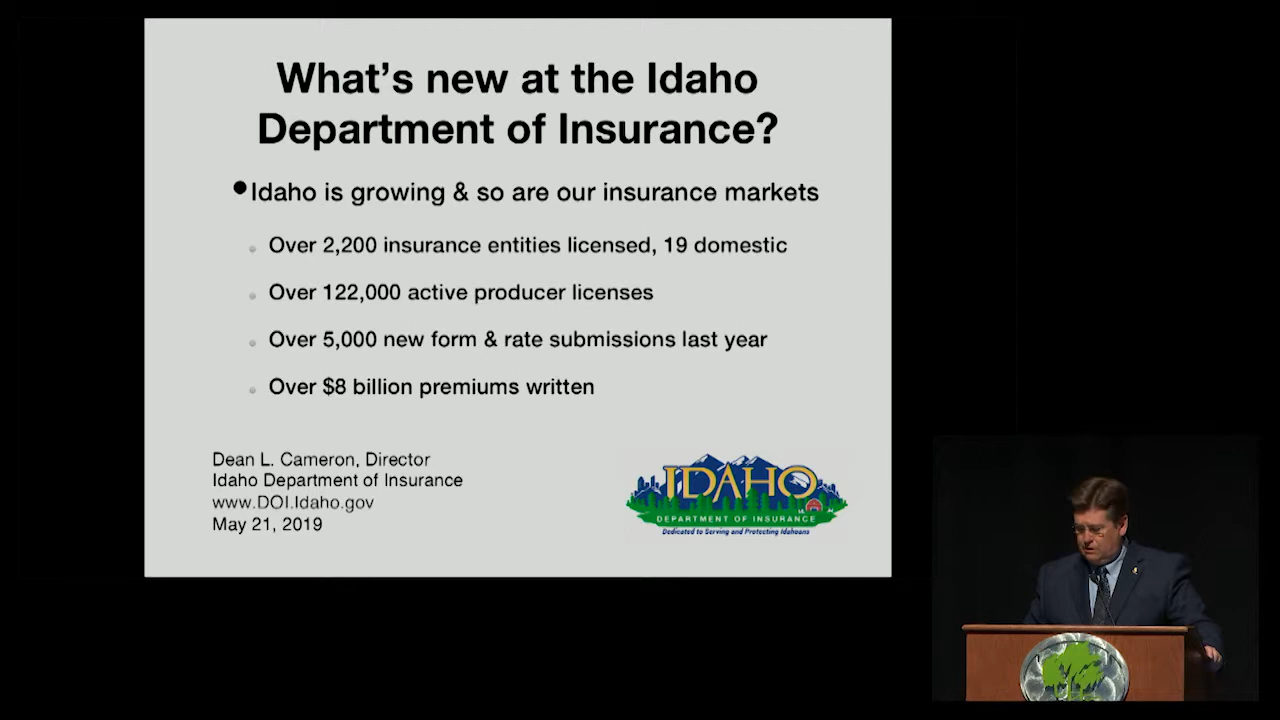 What's new at the Idaho
Department of Insurance?
•Idaho is growing & so are our insurance markets
• Over 2,200 insurance entities licensed, 19 domestic
• Over 122,000 active producer licenses
• Over 5,000 new form & rate submissions last year
• Over $8 billion premiums written
Dean L. Cameron, Director
Idaho Department of Insurance
www.DOI.Idaho.gov
May 21, 2019
IDAHO
DEPARTMENT OF INSURANCE
Dedicated to Serving and Protecting Idahoans